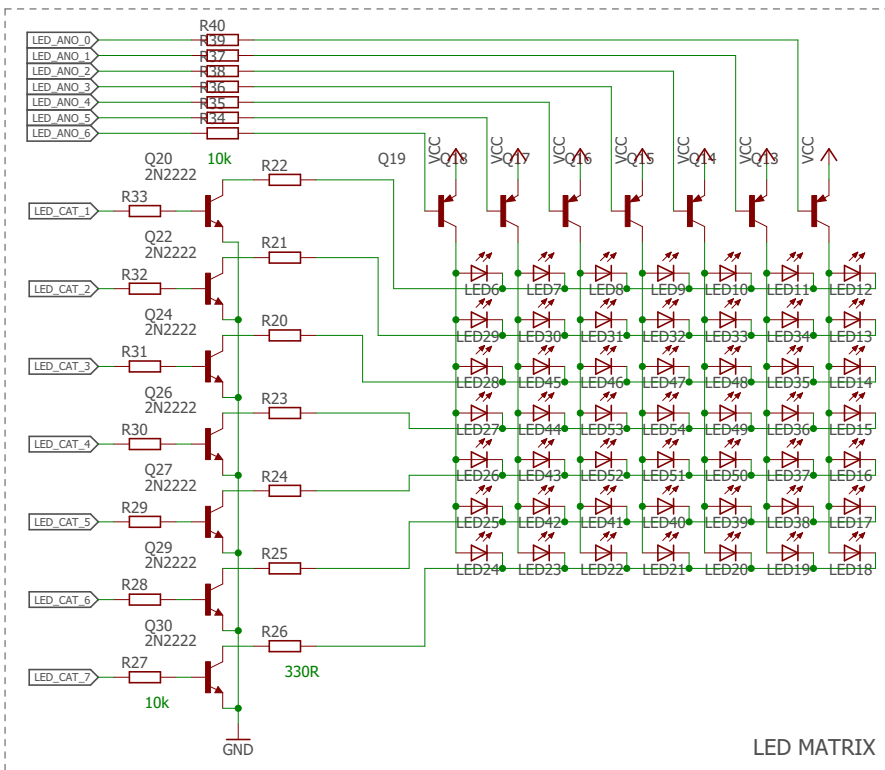 R40
LED_ANO_0
R39
LED_ANO_1
R37
LED_ANO_2
R38
LED_ANO_3
R36
LED_ANO_4
R35
LED_ANO_5
R34
LED_ANO_6
10k
Q19 VCC Q18 VCC Q17 VCC Q16 VCC Q15 VCC Q14 VCC Q13 VCC
Q20
2N2222
R22
R33
LED_CAT_1
Q22
2N2222
R21
R32
LED_CAT_2
LED6 LED7 LED8 LED9 LED10 LED11 LED12
Q24
2N2222
R20
R31
LED_CAT_3
LED29 LED30 LED31 LED32 LED33 LED34 LED13
LED28 LED45 LED46 LED47 LED48 LED35 LED14
Q26
2N2222
R23
R30
LED_CAT_4
LED27 LED44 LED53 LED54 LED49 LED36 LED15
Q27
2N2222
R24
R29
LED_CAT_5
LED26 LED43 LED52 LED51 LED50 LED37 LED16
LED25 LED42 LED41 LED40 LED39 LED38 LED17
Q29
2N2222
R25
R28
LED_CAT_6
LED24 LED23 LED22 LED21 LED20 LED19 LED18
Q30
2N2222
R26
330R
R27
LED_CAT_7
10k
GND
LED MATRIX